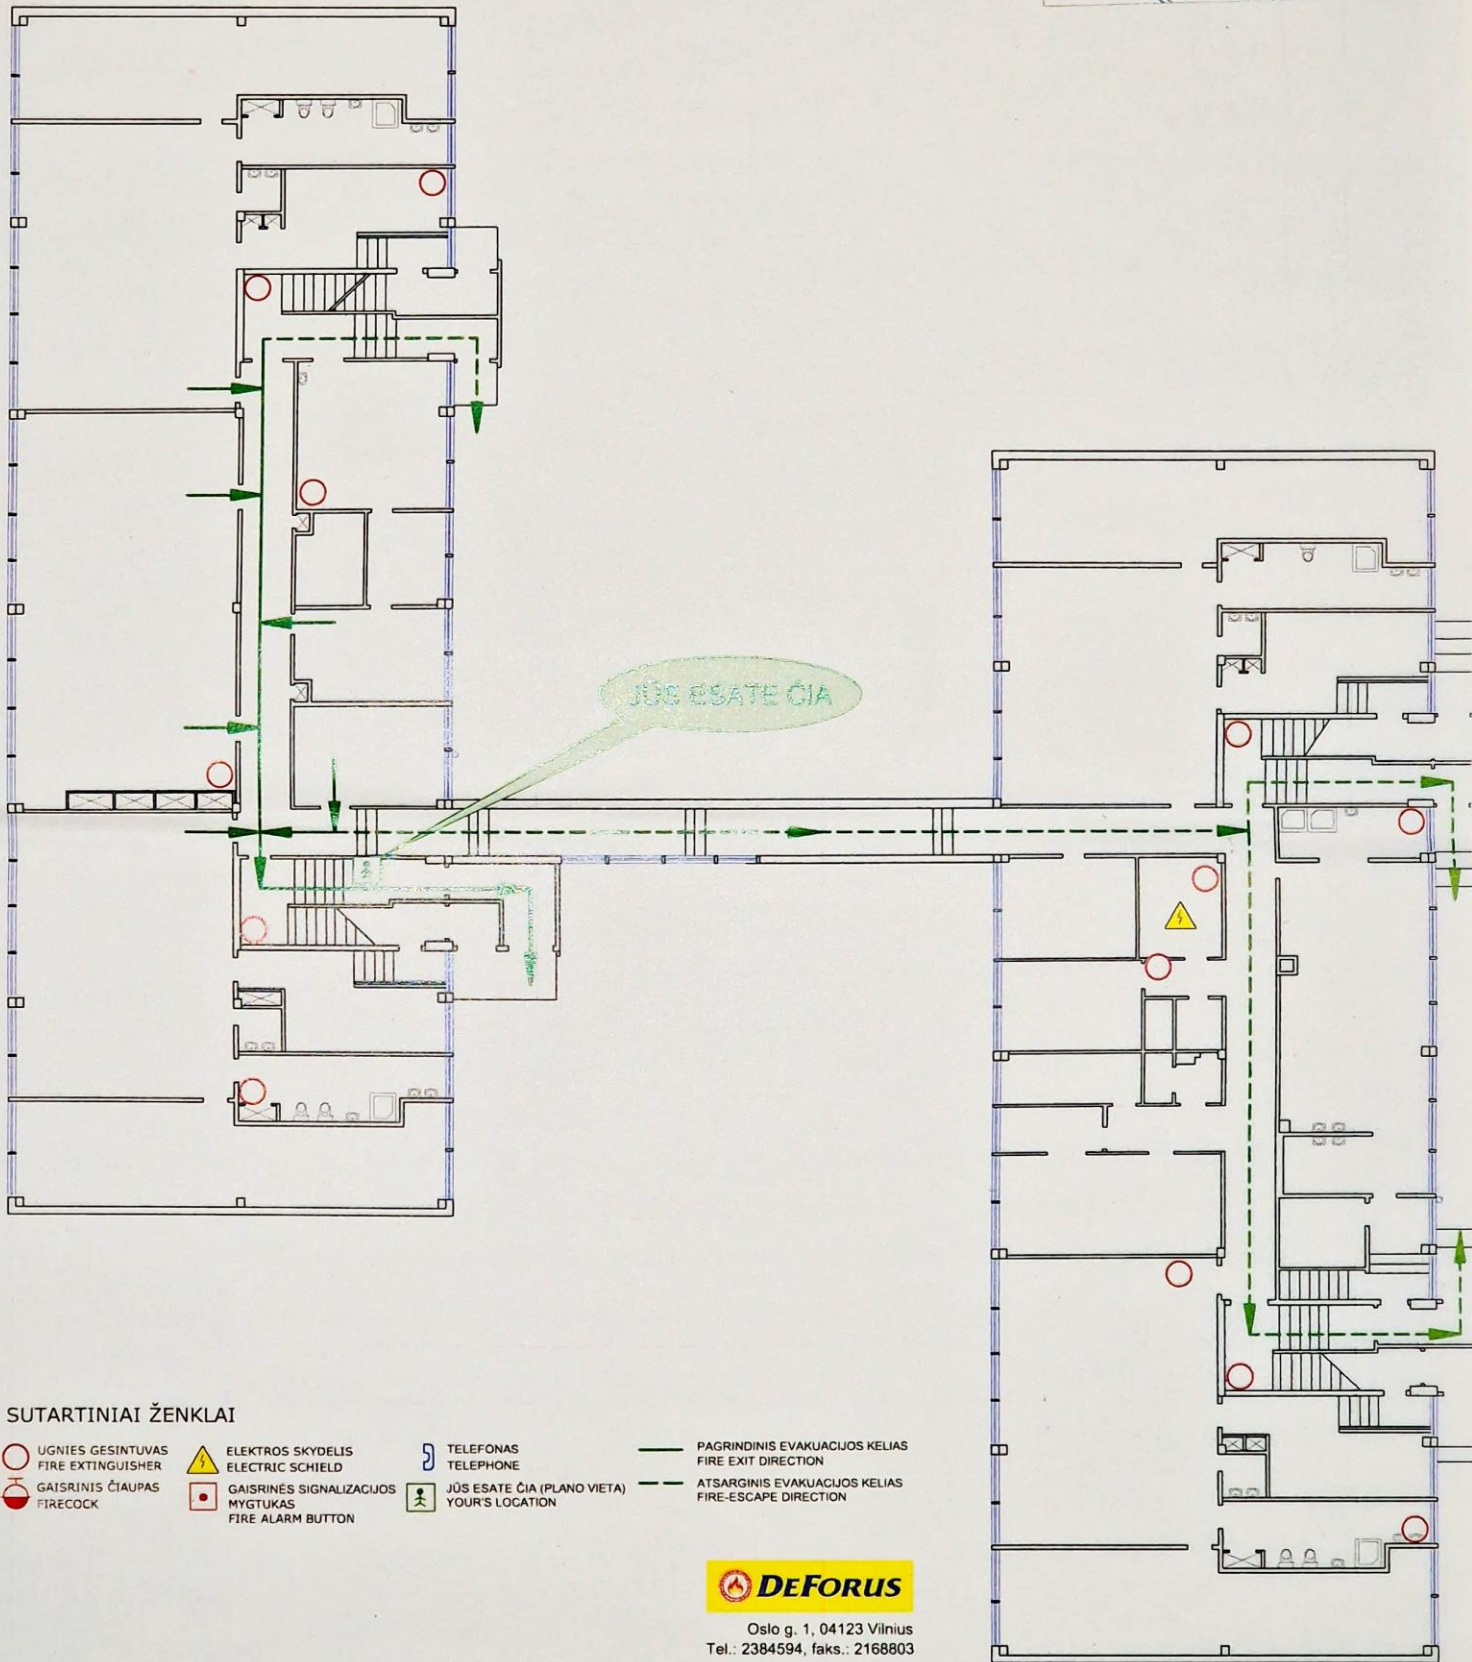 JŪS ESATE ČIA
SUTARTINIAI ŽENKLAI
UGNIES GESINTUVAS
FIRE EXTINGUISHER
GAISRINIS ČIAUPAS
FIRECOCK
ELEKTROS SKYDELIS
ELECTRIC SCHIELD
GAISRINĖS SIGNALIZACIJOS
MYGTUKAS
FIRE ALARM BUTTON
TELEFONAS
TELEPHONE
JŪS ESATE ČIA (PLANO VIETA)
YOUR'S LOCATION
PAGRINDINIS EVAKUACIJOS KELIAS
FIRE EXIT DIRECTION
ATSARGINIS EVAKUACIJOS KELIAS
FIRE-ESCAPE DIRECTION
DEFORUS
Oslo g. 1, 04123 Vilnius
Tel.: 2384594, faks.: 2168803